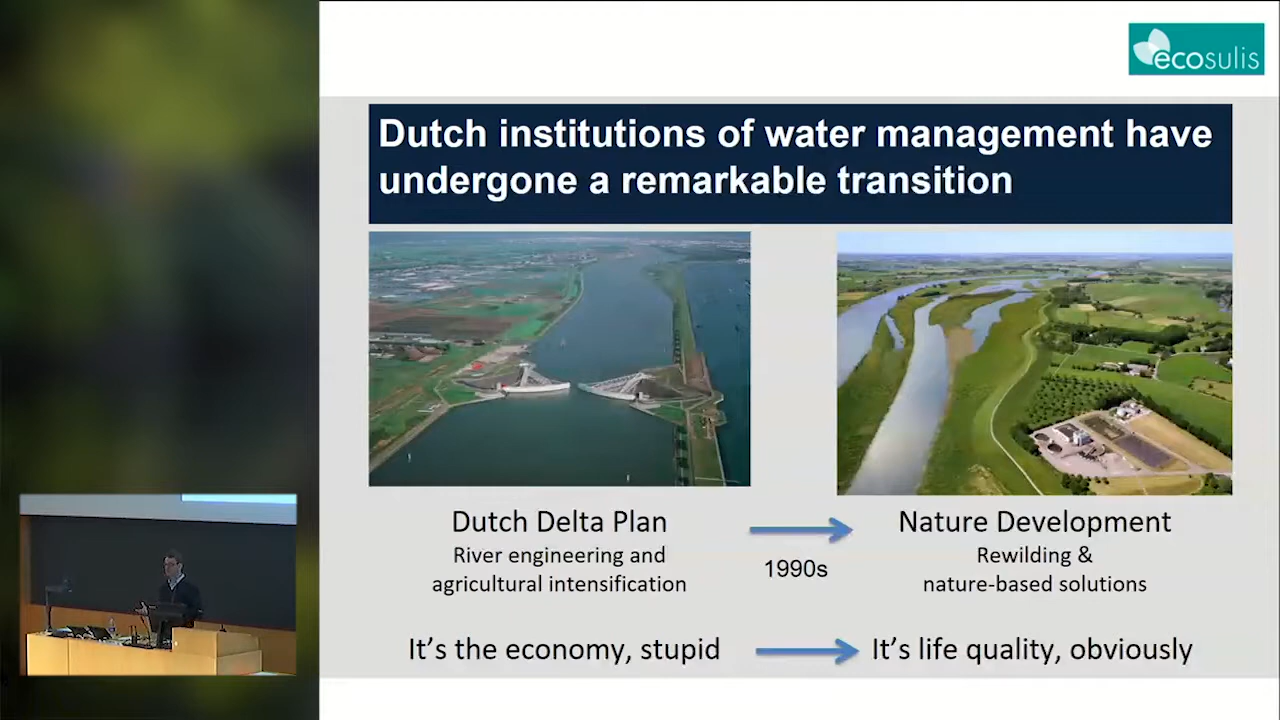 ecosulis
Dutch institutions of water management have
undergone a remarkable transition
Dutch Delta Plan
River engineering and
agricultural intensification
1990s
Nature Development
Rewilding &
nature-based solutions
It's the economy, stupid
It's life quality, obviously